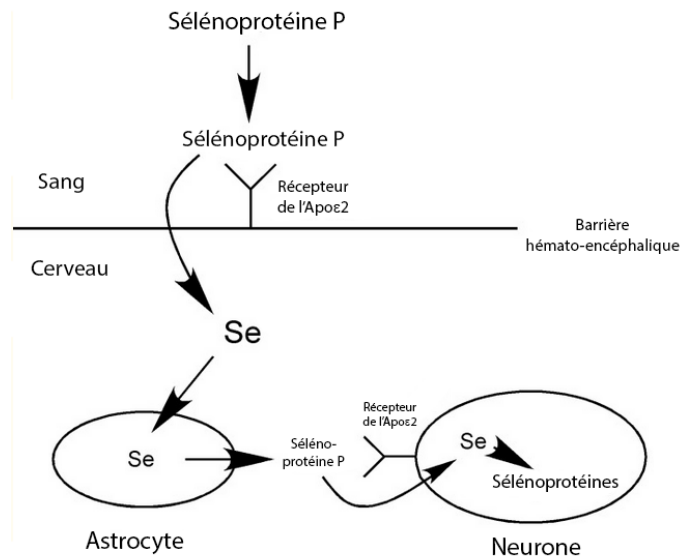 Sélénoprotéine P
Sélénoprotéine P
Sang
Récepteur
de l'Apoε2
Barrière
hémato-encéphalique
Cerveau
Se
Récepteur
de l'Apoε2
Se
Séléno-
protéine P
Se
Sélénoprotéines
Astrocyte
Neurone